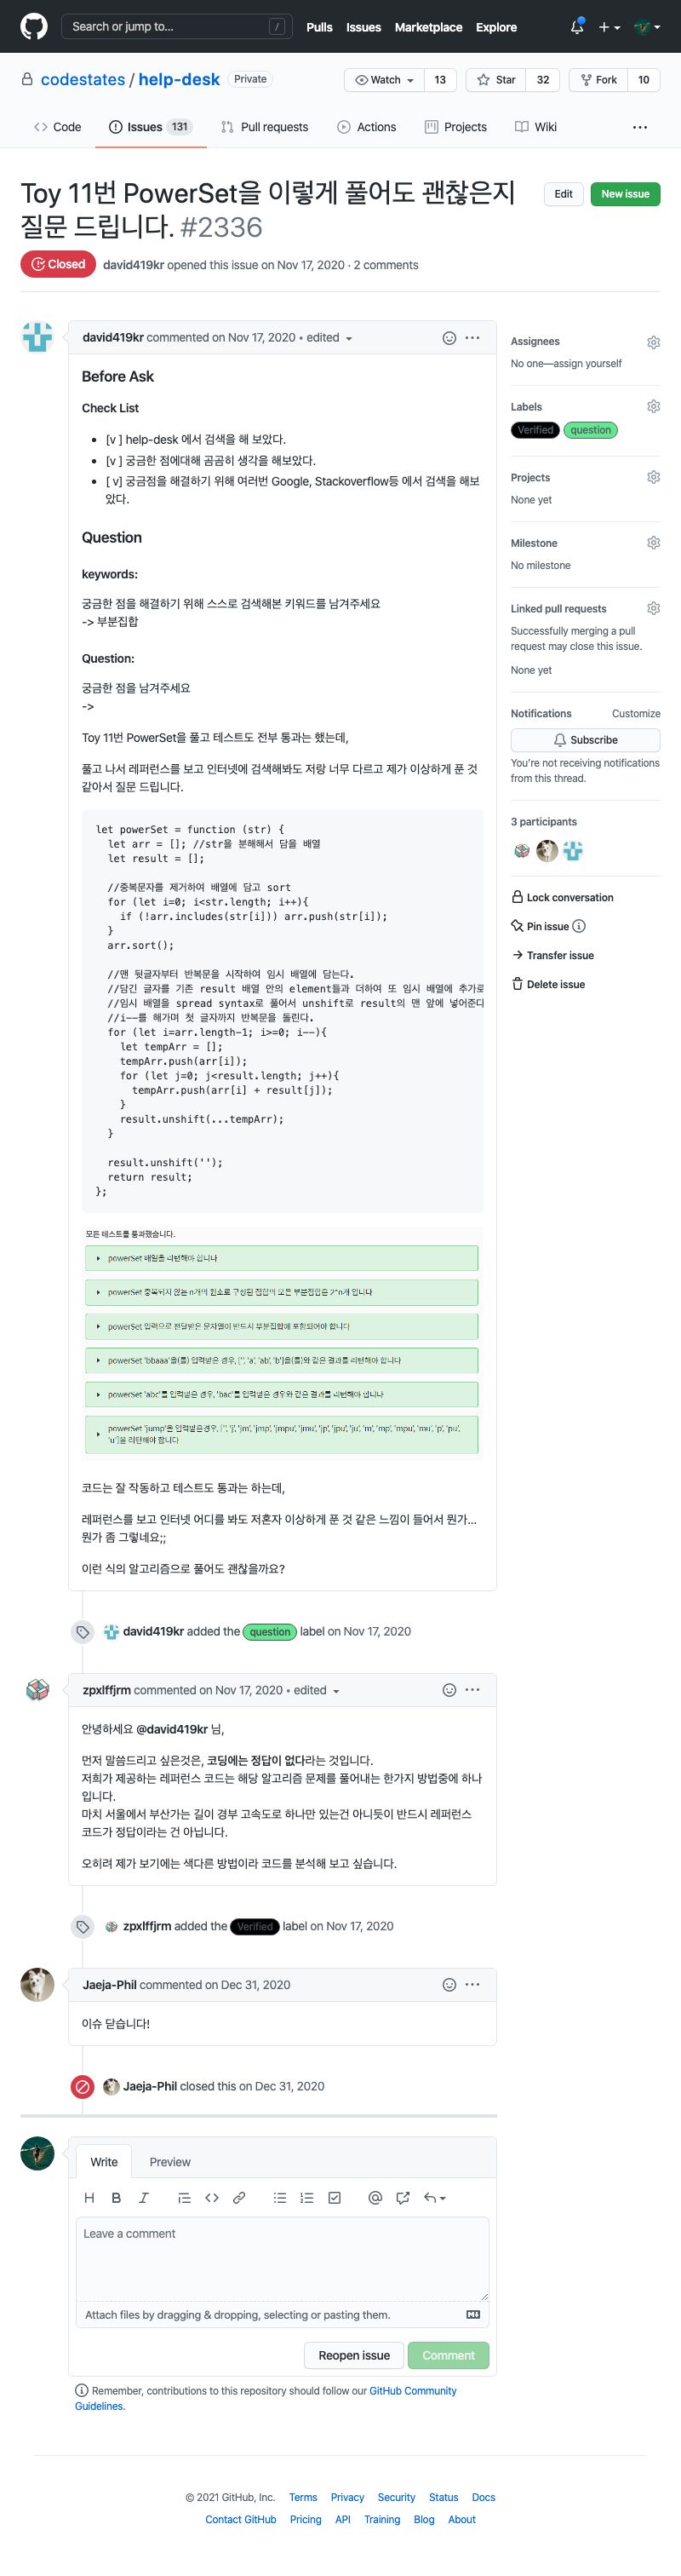 Search or jump to... /
Pulls Issues Marketplace Explore
codestates / help-desk Private
Watch 13 Star 32 Fork 10
Code Issues 131 Pull requests Actions Projects Wiki
Toy 11번 PowerSet을 이렇게 풀어도 괜찮은지
질문 드립니다. #2336
Edit New issue
Closed david419kr opened this issue on Nov 17, 2020 · 2 comments
david419kr commented on Nov 17, 2020 • edited
Before Ask
Check List
• [v ] help-desk 에서 검색을 해 보았다.
• [v ] 궁금한 점에대해 곰곰히 생각을 해보았다.
• [ v] 궁금점을 해결하기 위해 여러번 Google, Stackoverflow등 에서 검색을 해보
았다.
Question
keywords:
궁금한 점을 해결하기 위해 스스로 검색해본 키워드를 남겨주세요
-> 부분집합
Question:
궁금한 점을 남겨주세요
->
Toy 11번 PowerSet을 풀고 테스트도 전부 통과는 했는데,
풀고 나서 레퍼런스를 보고 인터넷에 검색해봐도 저랑 너무 다르고 제가 이상하게 푼 것
같아서 질문 드립니다.
let powerSet = function (str) {
let arr = []; //str을 분해해서 담을 배열
let result = [];
//중복문자를 제거하여 배열에 담고 sort
for (let i=0; i<str.length; i++){
if (!arr.includes(str[i])) arr.push(str[i]);
}
arr.sort();
//맨 뒷글자부터 반복문을 시작하여 임시 배열에 담는다.
//담긴 글자를 기존 result 배열 안의 element들과 더하여 또 임시 배열에 추가로
//임시 배열을 spread syntax로 풀어서 unshift로 result의 맨 앞에 넣어준다
//i--를 해가며 첫 글자까지 반복문을 돌린다.
for (let i=arr.length-1; i>=0; i--){
let tempArr = [];
tempArr.push(arr[i]);
for (let j=0; j<result.length; j++){
tempArr.push(arr[i] + result[j]);
}
result.unshift(...tempArr);
}
result.unshift('');
return result;
};
모든 테스트를 통과했습니다.
powerSet 배열을 리턴해야 합니다
powerSet 중복되지 않는 n개의 원소로 구성된 집합의 모든 부분집합은 2^n개 입니다
powerSet 입력으로 전달받은 문자열이 반드시 부분집합에 포함되어야 합니다
powerSet 'bbaaa'을(를) 입력받은 경우, ['', 'a', 'ab', 'b']을(를)와 같은 결과를 리턴해야 합니다
powerSet 'abc'를 입력받은 경우, 'bac'를 입력받은 경우와 같은 결과를 리턴해야 합니다
powerSet 'jump'을 입력받은경우, ['', 'j', 'jm', 'jmp', 'jmpu', 'jmu', 'jp', 'jpu', 'ju', 'm', 'mp', 'mpu', 'mu', 'p', 'pu',
'u']을 리턴해야 합니다
코드는 잘 작동하고 테스트도 통과는 하는데,
레퍼런스를 보고 인터넷 어디를 봐도 저혼자 이상하게 푼 것 같은 느낌이 들어서 뭔가...
뭔가 좀 그렇네요;;
이런 식의 알고리즘으로 풀어도 괜찮을까요?
david419kr added the question label on Nov 17, 2020
zpxlffjrm commented on Nov 17, 2020 • edited
안녕하세요 @david419kr 님,
먼저 말씀드리고 싶은것은, 코딩에는 정답이 없다라는 것입니다.
저희가 제공하는 레퍼런스 코드는 해당 알고리즘 문제를 풀어내는 한가지 방법중에 하나
입니다.
마치 서울에서 부산가는 길이 경부 고속도로 하나만 있는건 아니듯이 반드시 레퍼런스
코드가 정답이라는 건 아닙니다.
오히려 제가 보기에는 색다른 방법이라 코드를 분석해 보고 싶습니다.
zpxlffjrm added the Verified label on Nov 17, 2020
Jaeja-Phil commented on Dec 31, 2020
이슈 닫습니다!
Jaeja-Phil closed this on Dec 31, 2020
Write Preview
Leave a comment
Attach files by dragging & dropping, selecting or pasting them.
Reopen issue Comment
Remember, contributions to this repository should follow our GitHub Community
Guidelines.
Assignees
No one—assign yourself
Labels
Verified question
Projects
None yet
Milestone
No milestone
Linked pull requests
Successfully merging a pull
request may close this issue.
None yet
Notifications Customize
Subscribe
You're not receiving notifications
from this thread.
3 participants
Lock conversation
Pin issue
Transfer issue
Delete issue
© 2021 GitHub, Inc. Terms Privacy Security Status Docs
Contact GitHub Pricing API Training Blog About